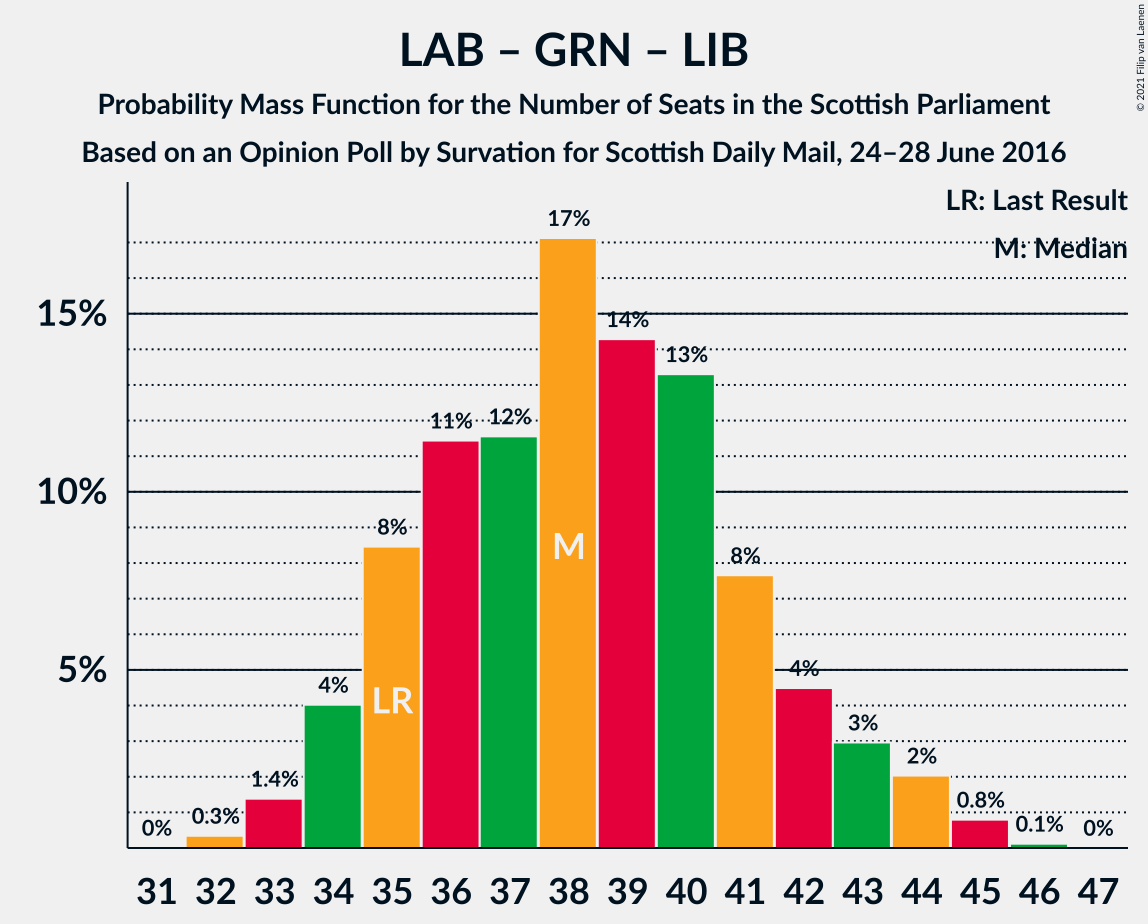 LAB – GRN – LIB
Probability Mass Function for the Number of Seats in the Scottish Parliament
Based on an Opinion Poll by Survation for Scottish Daily Mail, 24–28 June 2016
© 2021 Filip van Laenen
LR: Last Result
M: Median
15%
10%
5%
0%
0.3%
1.4%
4%
8%
11%
12%
17%
14%
13%
8%
4%
3%
2%
0.8%
0.1%
0%
LR
M
31 32 33 34 35 36 37 38 39 40 41 42 43 44 45 46 47